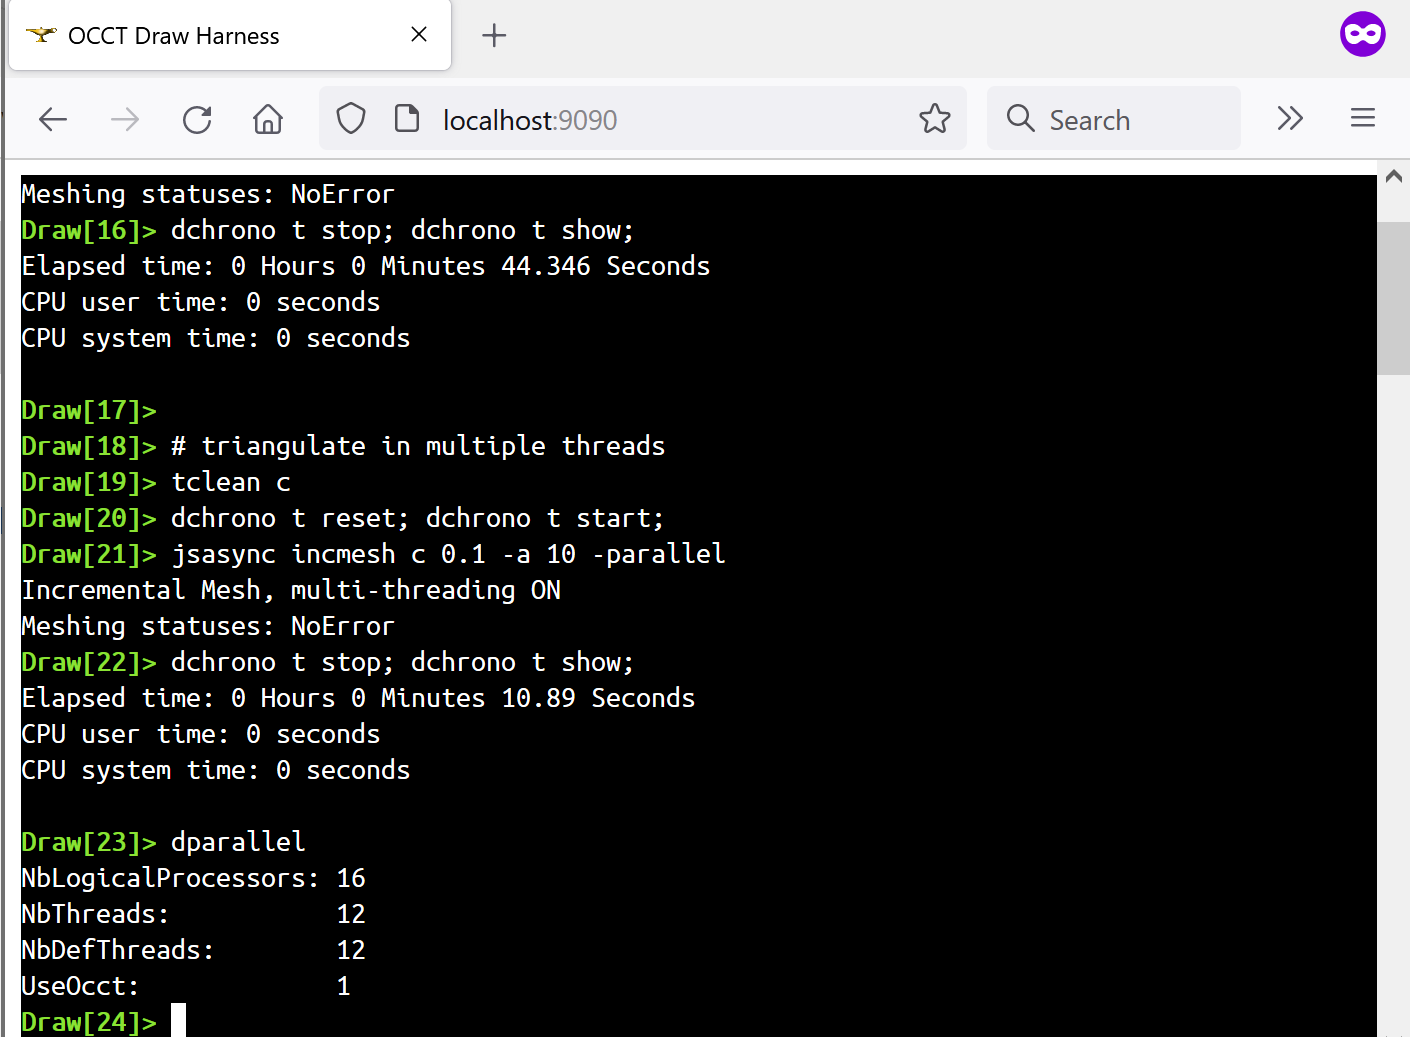 OCCT Draw Harness
localhost:9090
Search
Meshing statuses: NoError
Draw[16]> dchrono t stop; dchrono t show;
Elapsed time: 0 Hours 0 Minutes 44.346 Seconds
CPU user time: 0 seconds
CPU system time: 0 seconds
Draw[17]>
Draw[18]> # triangulate in multiple threads
Draw[19]> tclean c
Draw[20]> dchrono t reset; dchrono t start;
Draw[21]> jsasync incmesh c 0.1 -a 10 -parallel
Incremental Mesh, multi-threading ON
Meshing statuses: NoError
Draw[22]> dchrono t stop; dchrono t show;
Elapsed time: 0 Hours 0 Minutes 10.89 Seconds
CPU user time: 0 seconds
CPU system time: 0 seconds
Draw[23]> dparallel
NbLogicalProcessors: 16
NbThreads: 12
NbDefThreads: 12
UseOcct: 1
Draw[24]>